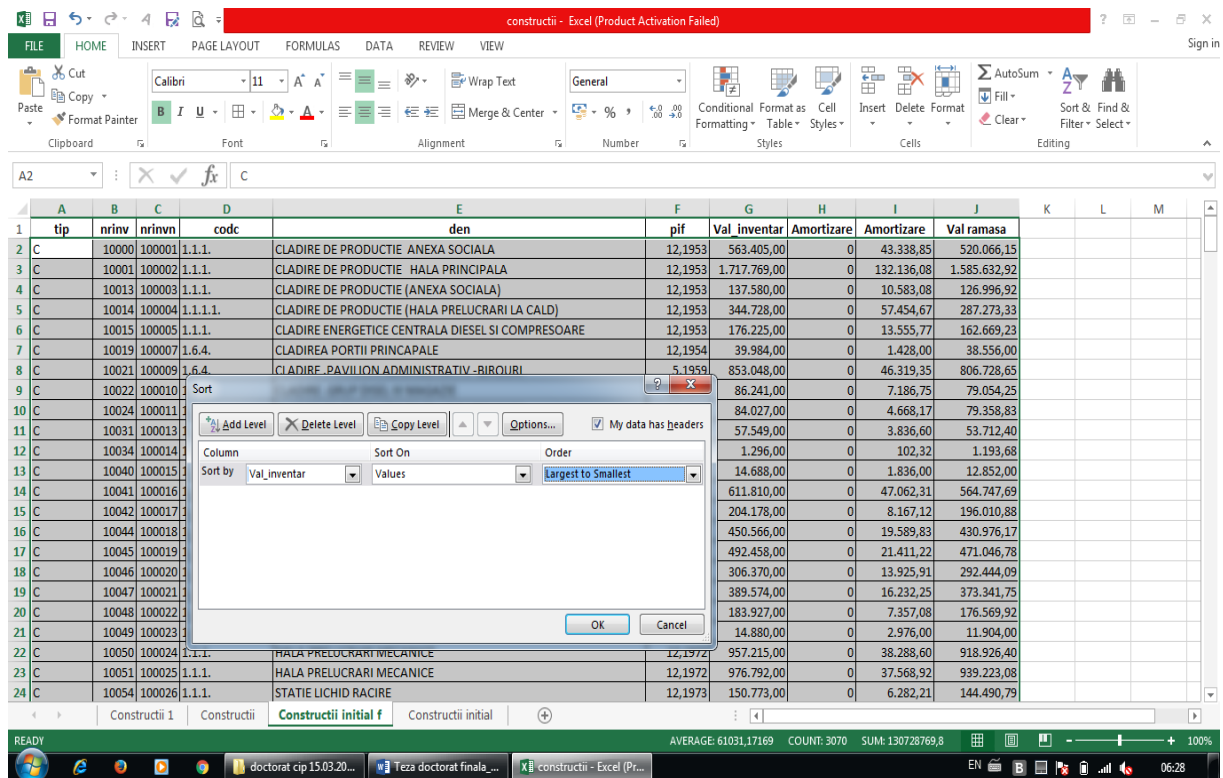 constructii - Excel (Product Activation Failed)
FILE HOME INSERT PAGE LAYOUT FORMULAS DATA REVIEW VIEW Sign in
Paste Cut Copy Format Painter
Calibri 11 B I U A A A
Wrap Text Merge & Center
General % ,
Conditional Formatting Format as Table Cell Styles
Insert Delete Format
AutoSum Fill Clear
Sort & Filter Find & Select
Clipboard Font Alignment Number Styles Cells Editing
A2 fx C
A B C D E F G H I J K L M
1 tip nrinv nrinvn codc den pif Val_inventar Amortizare Amortizare Val ramasa
2 C 10000 100001 1.1.1. CLADIRE DE PRODUCTIE ANEXA SOCIALA 12,1953 563.405,00 0 43.338,85 520.066,15
3 C 10001 100002 1.1.1. CLADIRE DE PRODUCTIE HALA PRINCIPALA 12,1953 1.717.769,00 0 132.136,08 1.585.632,92
4 C 10013 100003 1.1.1. CLADIRE DE PRODUCTIE (ANEXA SOCIALA) 12,1953 137.580,00 0 10.583,08 126.996,92
5 C 10014 100004 1.1.1.1. CLADIRE DE PRODUCTIE (HALA PRELUCRARI LA CALD) 12,1953 344.728,00 0 57.454,67 287.273,33
6 C 10015 100005 1.1.1. CLADIRE ENERGETICE CENTRALA DIESEL SI COMPRESOARE 12,1953 176.225,00 0 13.555,77 162.669,23
7 C 10019 100007 1.6.4. CLADIREA PORTII PRINCAPALE 12,1954 39.984,00 0 1.428,00 38.556,00
8 C 10021 100009 1.6.4. CLADIRE .PAVILION ADMINISTRATIV -BIROURI 5,1959 853.048,00 0 46.319,35 806.728,65
9 C 10022 100010 86.241,00 0 7.186,75 79.054,25
10 C 10024 100011 84.027,00 0 4.668,17 79.358,83
11 C 10031 100013 57.549,00 0 3.836,60 53.712,40
12 C 10034 100014 1.296,00 0 102,32 1.193,68
13 C 10040 100015 14.688,00 0 1.836,00 12.852,00
14 C 10041 100016 611.810,00 0 47.062,31 564.747,69
15 C 10042 100017 204.178,00 0 8.167,12 196.010,88
16 C 10044 100018 450.566,00 0 19.589,83 430.976,17
17 C 10045 100019 492.458,00 0 21.411,22 471.046,78
18 C 10046 100020 306.370,00 0 13.925,91 292.444,09
19 C 10047 100021 389.574,00 0 16.232,25 373.341,75
20 C 10048 100022 183.927,00 0 7.357,08 176.569,92
21 C 10049 100023 14.880,00 0 2.976,00 11.904,00
22 C 10050 100024 1.1.1. HALA PRELUCRARI MECANICE 12,1972 957.215,00 0 38.288,60 918.926,40
23 C 10051 100025 1.1.1. HALA PRELUCRARI MECANICE 12,1972 976.792,00 0 37.568,92 939.223,08
24 C 10054 100026 1.1.1. STATIE LICHID RACIRE 12,1973 150.773,00 0 6.282,21 144.490,79
Sort
Add Level Delete Level Copy Level Options... My data has headers
Column Sort On Order
Sort by Val_inventar Values Largest to Smallest
OK Cancel
Constructii 1 Constructii Constructii initial f Constructii initial
READY AVERAGE: 61031,17169 COUNT: 3070 SUM: 130728769,8 100%
doctorat cip 15.03.20... Teza doctorat finala_... constructii - Excel (Pr... EN 06:28